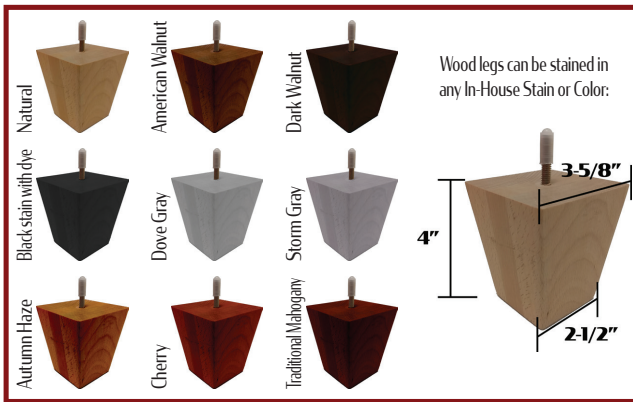 Natural
American Walnut
Dark Walnut
Wood legs can be stained in
any In-House Stain or Color:
Black stain with dye
Dove Gray
Storm Gray
3-5/8”
4”
2-1/2”
Autumn Haze
Cherry
Traditional Mahogany